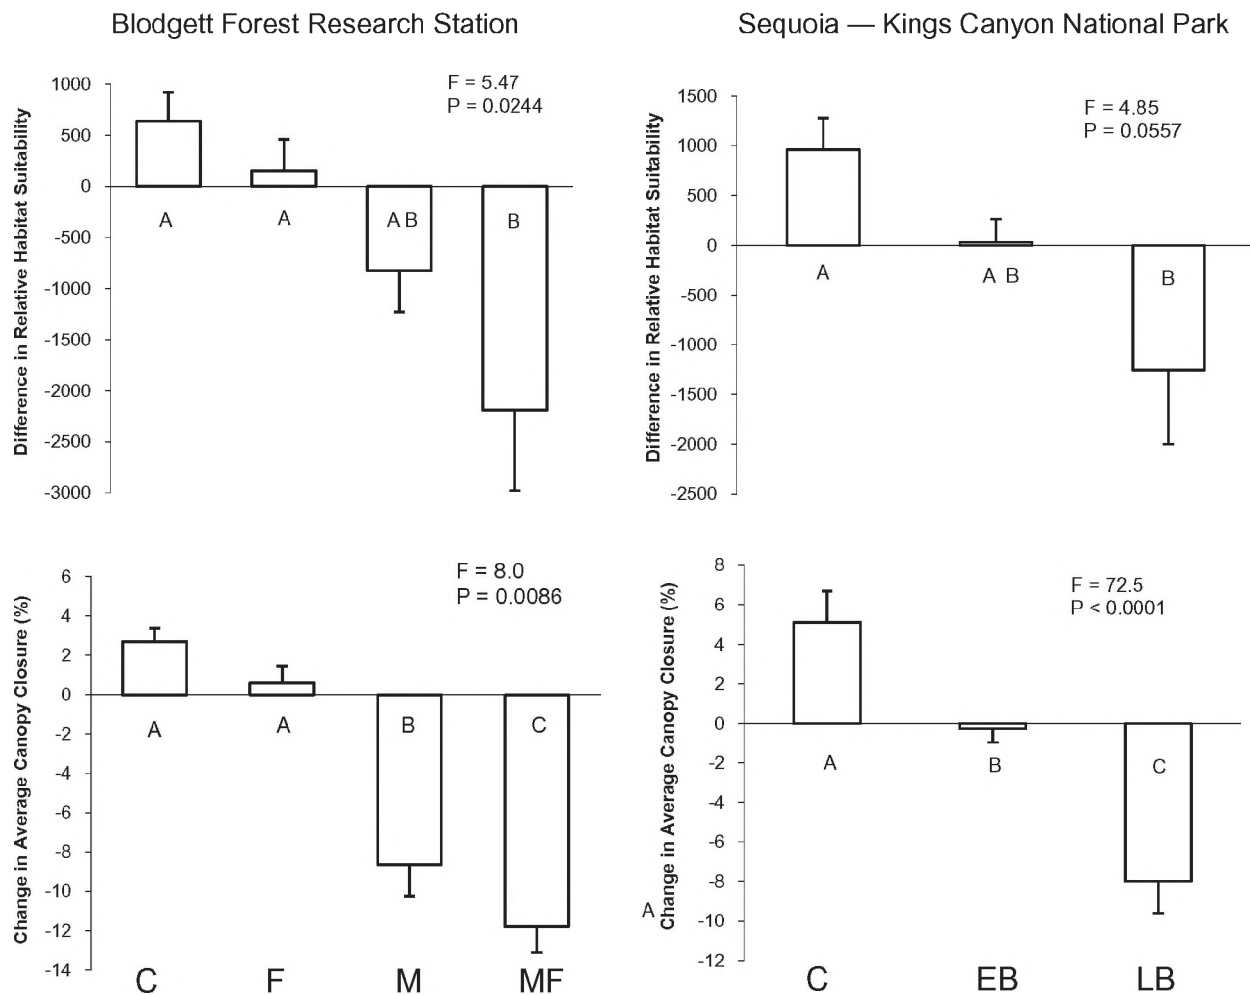 Blodgett Forest Research Station
Sequoia — Kings Canyon National Park
Difference in Relative Habitat Suitability
1000
500
0
-500
-1000
-1500
-2000
-2500
-3000
F = 5.47
P = 0.0244
A
A
A B
B
Difference in Relative Habitat Suitability
1500
1000
500
0
-500
-1000
-1500
-2000
-2500
F = 4.85
P = 0.0557
A
A B
B
Change in Average Canopy Closure (%)
6
4
2
0
-2
-4
-6
-8
-10
-12
-14
F = 8.0
P = 0.0086
A
A
B
C
C
F
M
MF
A
Change in Average Canopy Closure (%)
8
6
4
2
0
-2
-4
-6
-8
-10
-12
F = 72.5
P < 0.0001
A
B
C
C
EB
LB